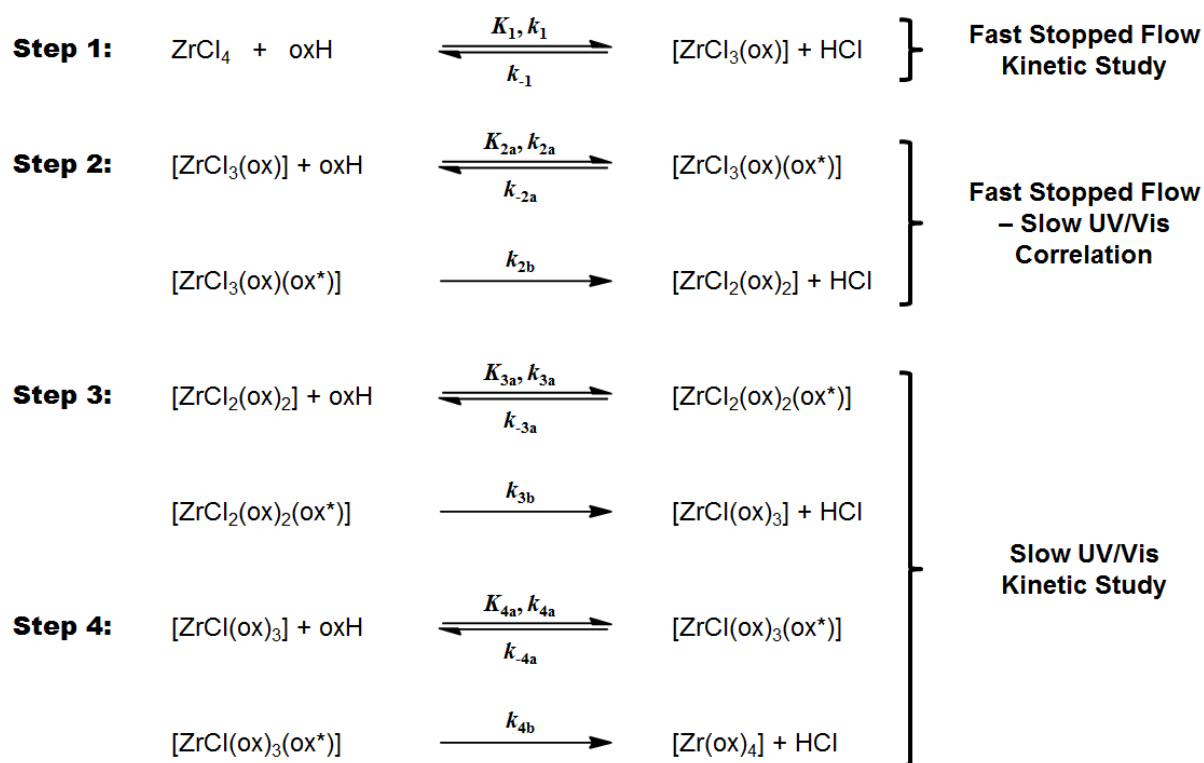 Step 1: ZrCl₄ + oxH K₁, k₁ k₋₁ [ZrCl₃(ox)] + HCl Fast Stopped Flow
Kinetic Study
Step 2: [ZrCl₃(ox)] + oxH K₂ₐ, k₂ₐ k₋₂ₐ [ZrCl₃(ox)(ox*)]
Fast Stopped Flow
– Slow UV/Vis
Correlation
[ZrCl₃(ox)(ox*)] k₂b [ZrCl₂(ox)₂] + HCl
Step 3: [ZrCl₂(ox)₂] + oxH K₃ₐ, k₃ₐ k₋₃ₐ [ZrCl₂(ox)₂(ox*)]
[ZrCl₂(ox)₂(ox*)] k₃b [ZrCl(ox)₃] + HCl
Slow UV/Vis
Kinetic Study
Step 4: [ZrCl(ox)₃] + oxH K₄ₐ, k₄ₐ k₋₄ₐ [ZrCl(ox)₃(ox*)]
[ZrCl(ox)₃(ox*)] k₄b [Zr(ox)₄] + HCl